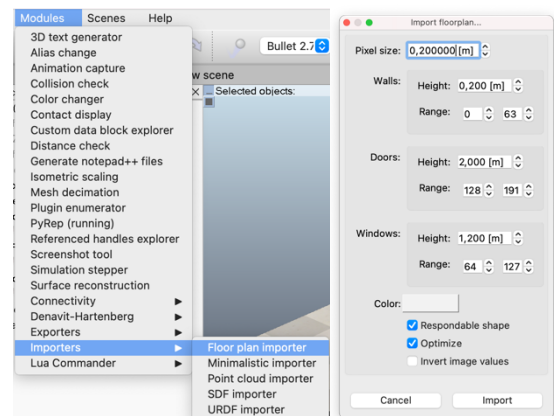 Modules Scenes Help
3D text generator
Alias change
Animation capture
Collision check
Color changer
Contact display
Custom data block explorer
Distance check
Generate notepad++ files
Isometric scaling
Mesh decimation
Plugin enumerator
PyRep (running)
Referenced handles explorer
Screenshot tool
Simulation stepper
Surface reconstruction
Connectivity
Denavit-Hartenberg
Exporters
Importers
Lua Commander
Bullet 2.7
w scene
Selected objects:
Floor plan importer
Minimalistic importer
Point cloud importer
SDF importer
URDF importer
Import floorplan...
Pixel size: 0,200000 [m]
Walls: Height: 0,200 [m]
Range: 0 63
Doors: Height: 2,000 [m]
Range: 128 191
Windows: Height: 1,200 [m]
Range: 64 127
Color:
Respondable shape
Optimize
Invert image values
Cancel Import